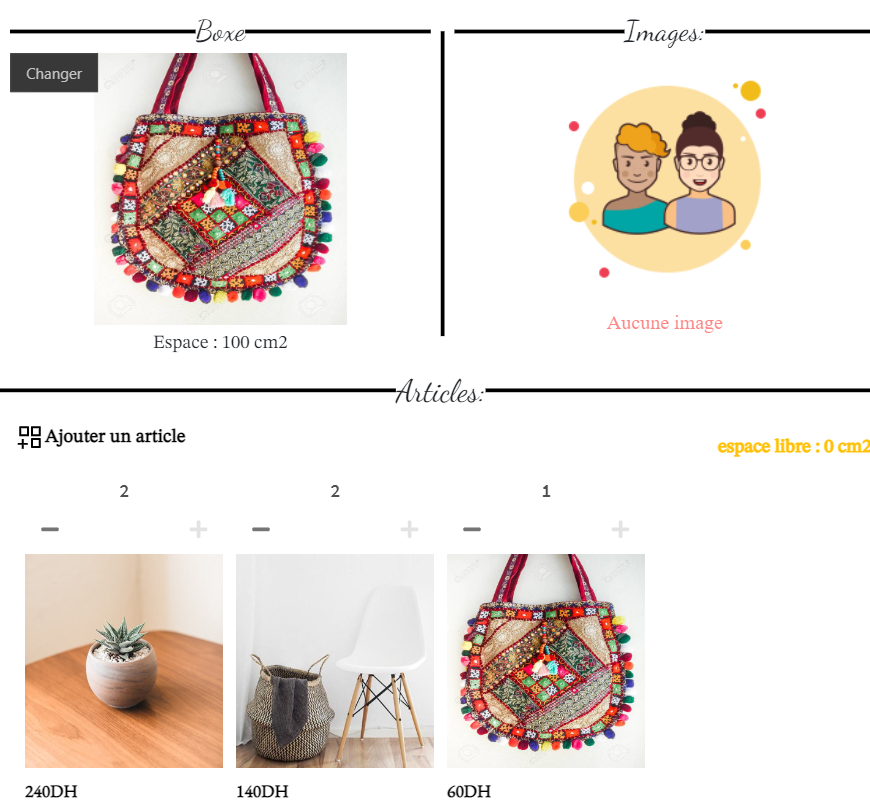 Boxe
Images:
Changer
Espace : 100 cm2
Aucune image
Articles:
Ajouter un article
espace libre : 0 cm2
2
2
1
240DH
140DH
60DH